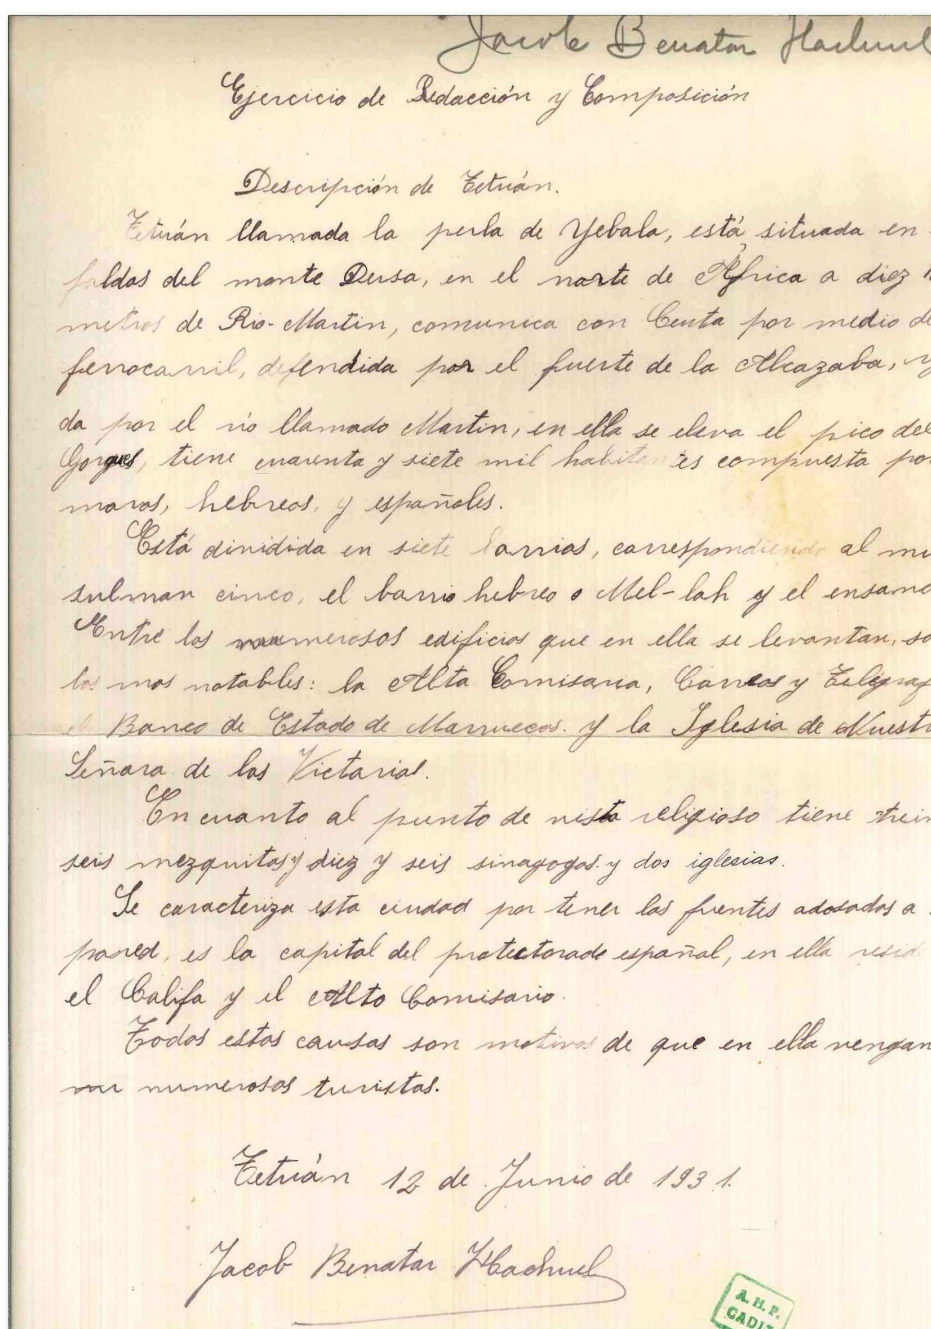 Jacob Benatar Hachuel
Ejercicio de Redacción y Composición
Descripción de Tetuán.
Tetuán llamada la perla de Yebala, está situada en
faldas del monte Dersa, en el norte de África a diez
metros de Rio-Martin, comunica con Ceuta por medio de
ferrocarril, defendida por el fuerte de la Alcazaba,
da por el río llamado Martin, en ella se eleva el pico del
Gorgues, tiene cuarenta y siete mil habitantes compuesta por
moros, hebreos, y españoles.
Está dividida en siete barrios, correspondiendo al mu
sulman cinco, el barrio hebreo o Mel-lah y el ensanc
Entre los numerosos edificios que en ella se levantan, so
los mas notables: la Alta Comisaria, Correos y Telégraf
el Banco de Estado de Marruecos. y la Iglesia de Nuestr
Señora de las Victorias.
En cuanto al punto de vista religioso tiene trein
seis mezquitas y diez y seis sinagogas y dos iglesias.
Se caracteriza esta ciudad por tener las fuentes adosadas a
pared, es la capital del protectorado español, en ella resid
el Califa y el Alto Comisario.
Todas estas causas son motivos de que en ella vengan
numerosos turistas.
Tetuán 12 de Junio de 1931.
Jacob Benatar Hachuel
A.H.P.
CADIZ